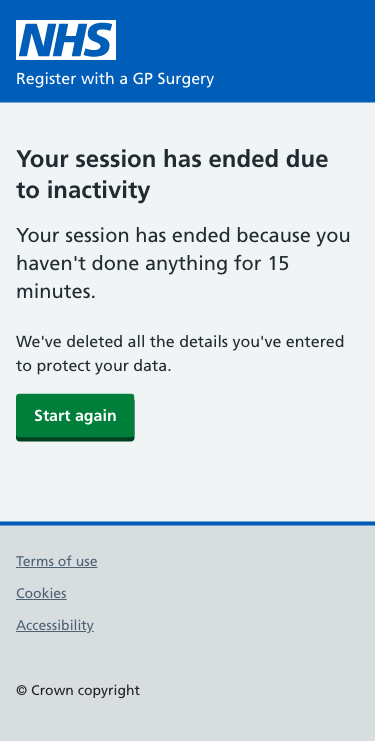 NHS
Register with a GP Surgery
Your session has ended due
to inactivity
Your session has ended because you
haven't done anything for 15
minutes.
We've deleted all the details you've entered
to protect your data.
Start again
Terms of use
Cookies
Accessibility
© Crown copyright